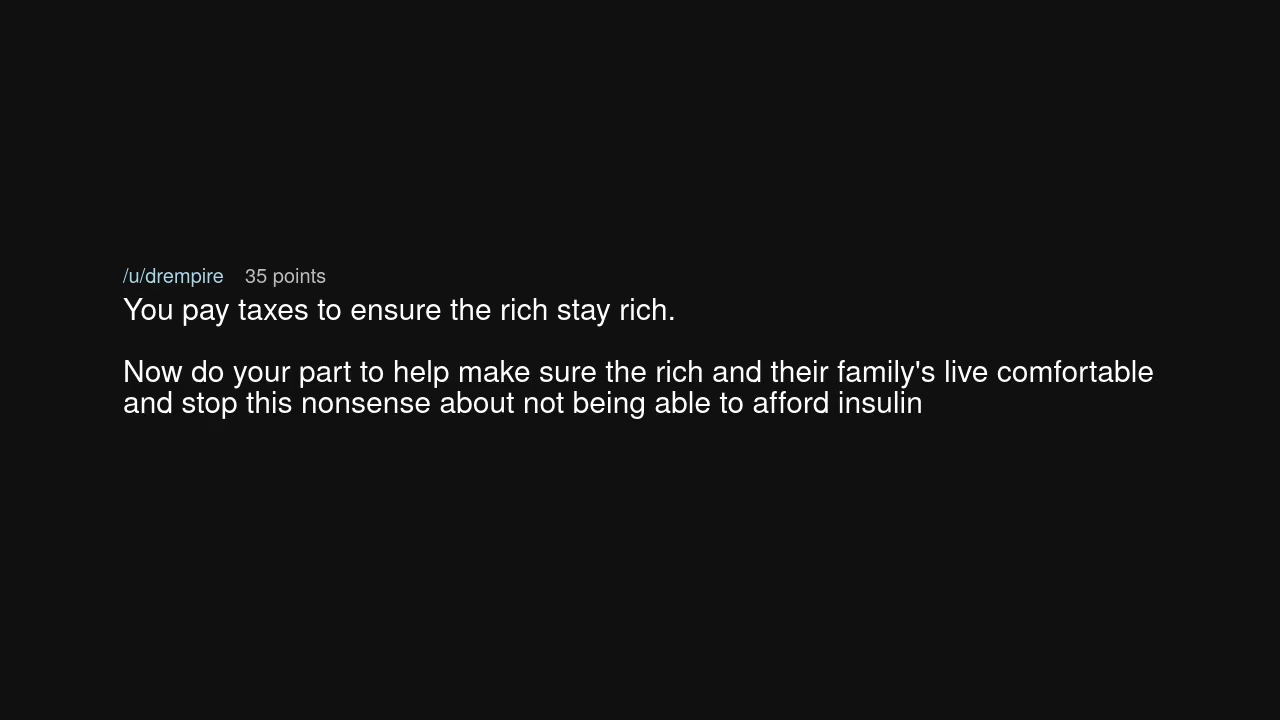 /u/drempire 35 points
You pay taxes to ensure the rich stay rich.
Now do your part to help make sure the rich and their family's live comfortable
and stop this nonsense about not being able to afford insulin